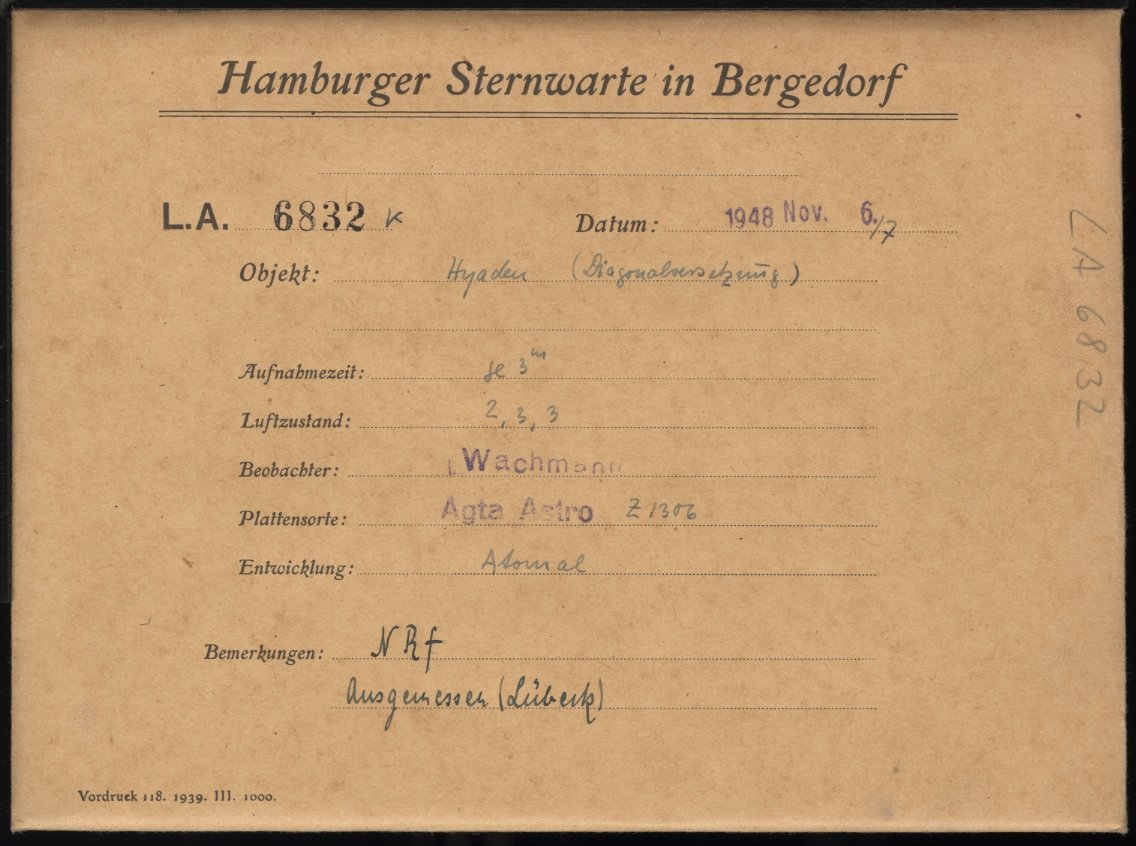 Hamburger Sternwarte in Bergedorf
L.A. 6832 K
Datum: 1948 Nov. 6./7
Objekt: Hyaden (Diagonalversetzung)
Aufnahmezeit: je 3m
Luftzustand: 2, 3, 3
Beobachter: Wachmann
Plattensorte: Agfa Astro Z 1306
Entwicklung: Atomal
Bemerkungen: NRf
Ausgemessen (Lübeck)
Vordruck 118. 1939. III. 1000.
LA 6832